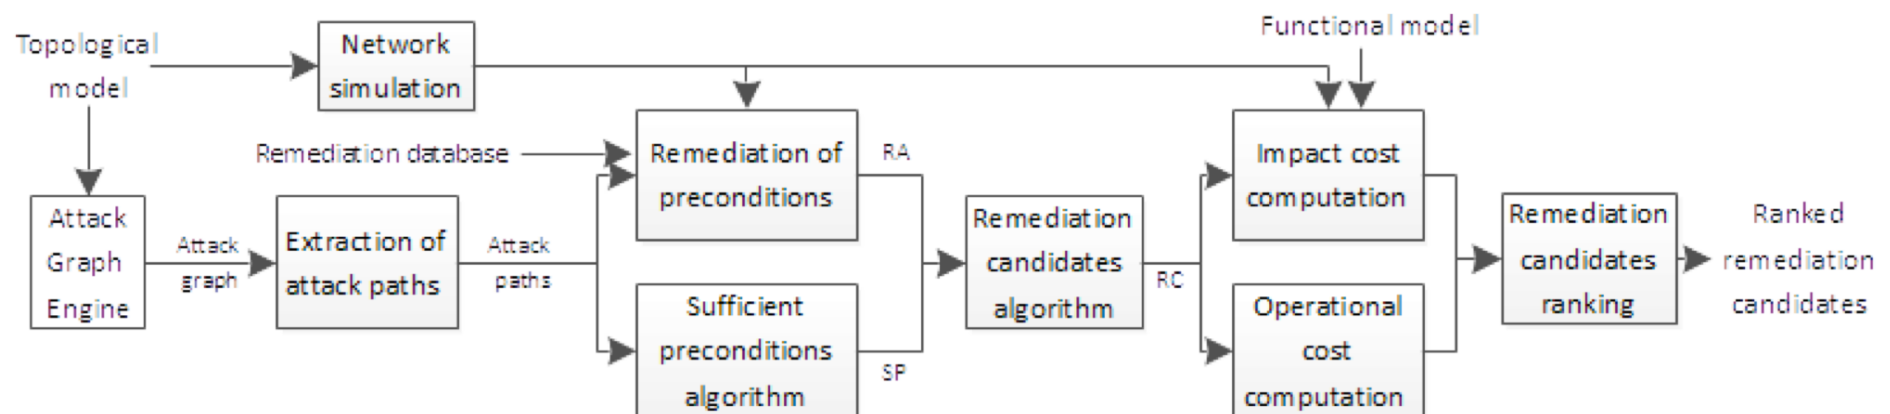 Topological
model
Network
simulation
Functional model
Remediation database
Remediation of
preconditions
RA
Impact cost
computation
Attack
Graph
Engine
Attack
graph
Extraction of
attack paths
Attack
paths
Sufficient
preconditions
algorithm
SP
Remediation
candidates
algorithm
RC
Operational
cost
computation
Remediation
candidates
ranking
Ranked
remediation
candidates